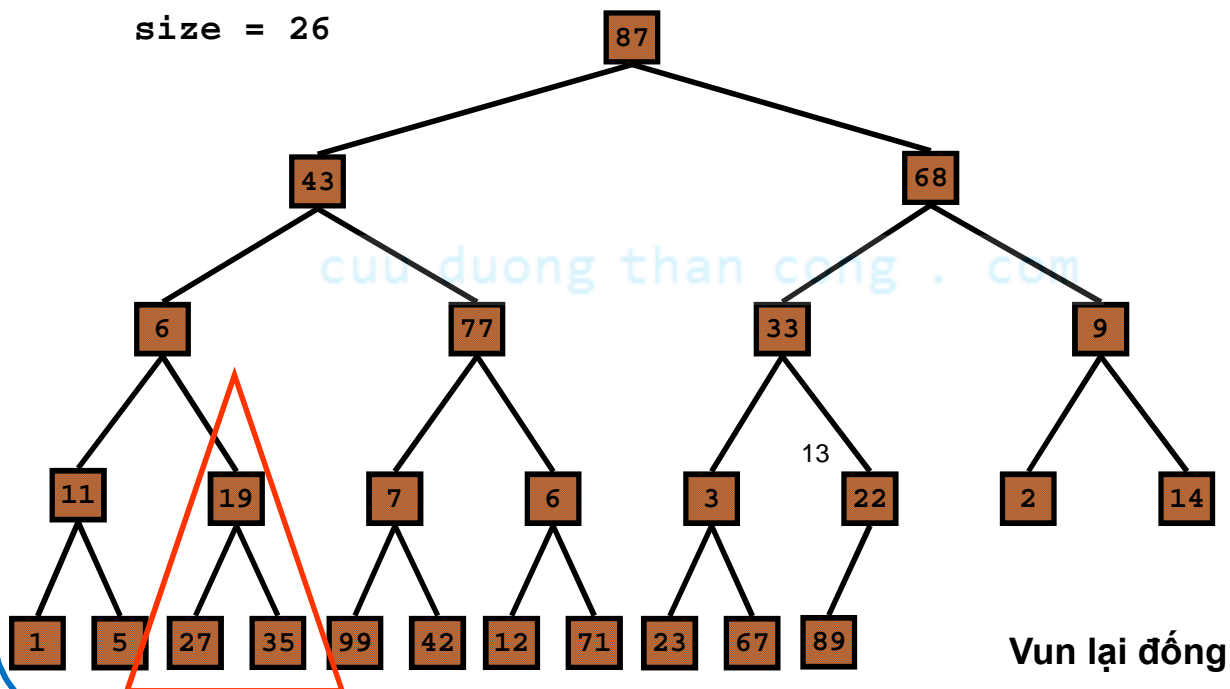 size = 26
87
43 68
cuu duong than cong . com
6 77 33 9
13
11 19 7 6 3 22 2 14
1 5 27 35 99 42 12 71 23 67 89
Vun lại đống